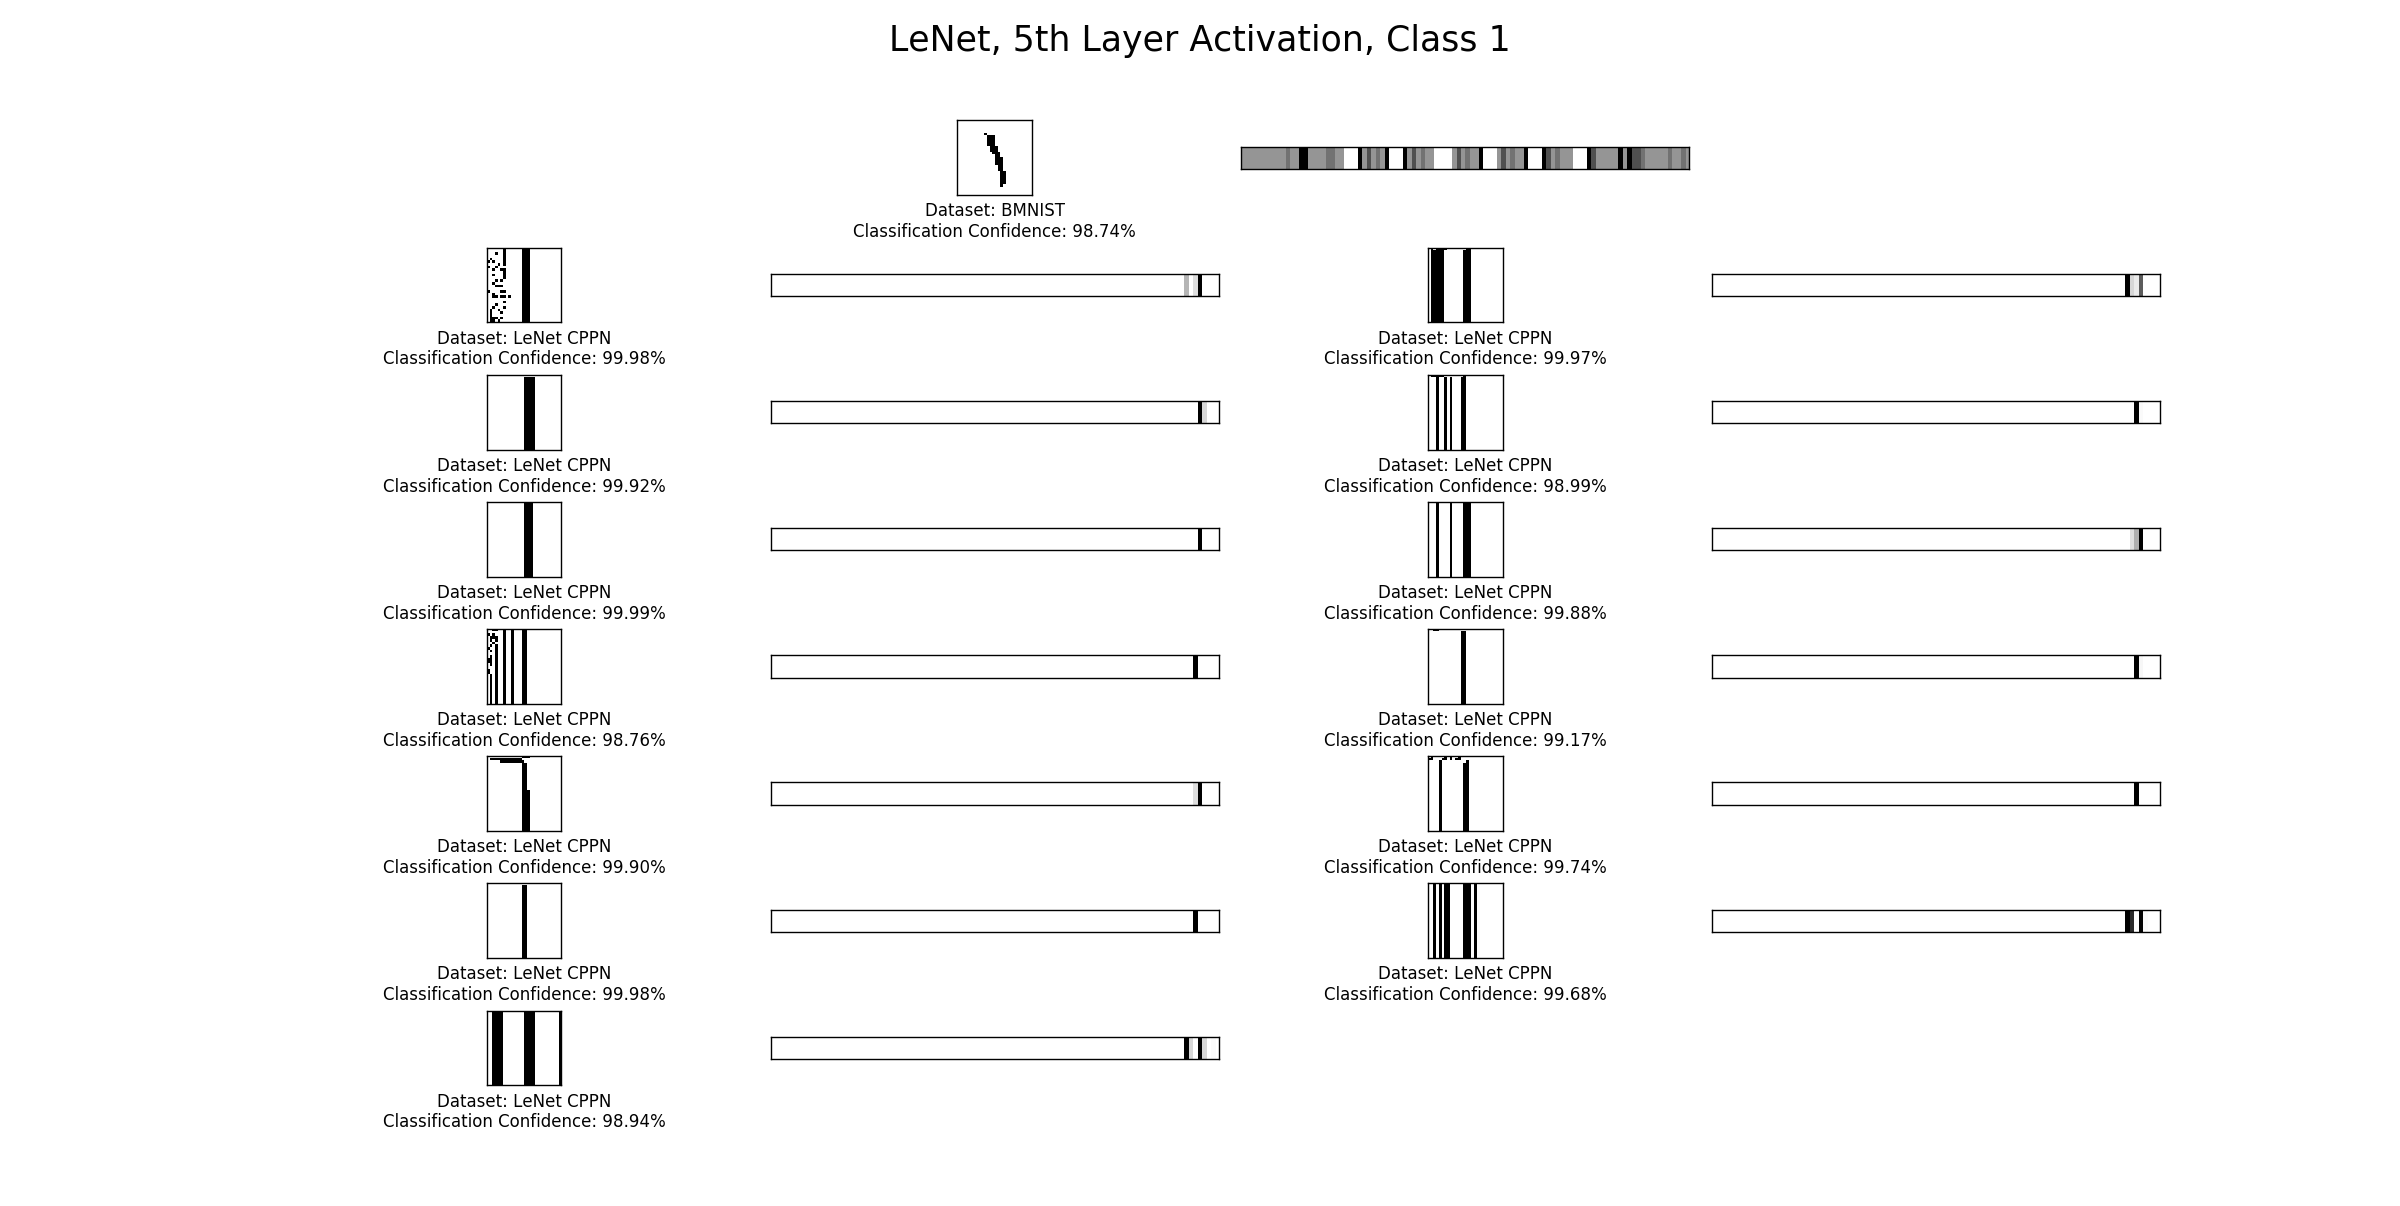 LeNet, 5th Layer Activation, Class 1
Dataset: BMNIST
Classification Confidence: 98.74%
Dataset: LeNet CPPN
Classification Confidence: 99.98%
Dataset: LeNet CPPN
Classification Confidence: 99.97%
Dataset: LeNet CPPN
Classification Confidence: 99.92%
Dataset: LeNet CPPN
Classification Confidence: 98.99%
Dataset: LeNet CPPN
Classification Confidence: 99.99%
Dataset: LeNet CPPN
Classification Confidence: 99.88%
Dataset: LeNet CPPN
Classification Confidence: 98.76%
Dataset: LeNet CPPN
Classification Confidence: 99.17%
Dataset: LeNet CPPN
Classification Confidence: 99.90%
Dataset: LeNet CPPN
Classification Confidence: 99.74%
Dataset: LeNet CPPN
Classification Confidence: 99.98%
Dataset: LeNet CPPN
Classification Confidence: 99.68%
Dataset: LeNet CPPN
Classification Confidence: 98.94%